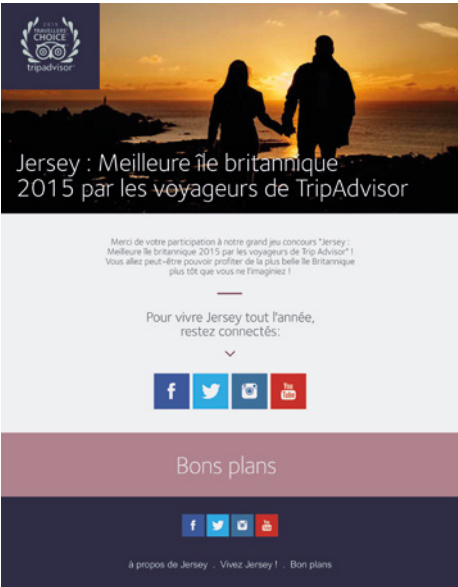 2015
TRAVELLERS'
CHOICE
tripadvisor
Jersey : Meilleure île britannique
2015 par les voyageurs de TripAdvisor
Merci de votre participation à notre grand jeu concours "Jersey :
Meilleure île britannique 2015 par les voyageurs de Trip Advisor" !
Vous allez peut-être pouvoir profiter de la plus belle île Britannique
plus tôt que vous ne l'imaginiez !
Pour vivre Jersey tout l'année,
restez connectés:
f You
Tube
Bons plans
f You
Tube
à propos de Jersey . Vivez Jersey ! . Bon plans